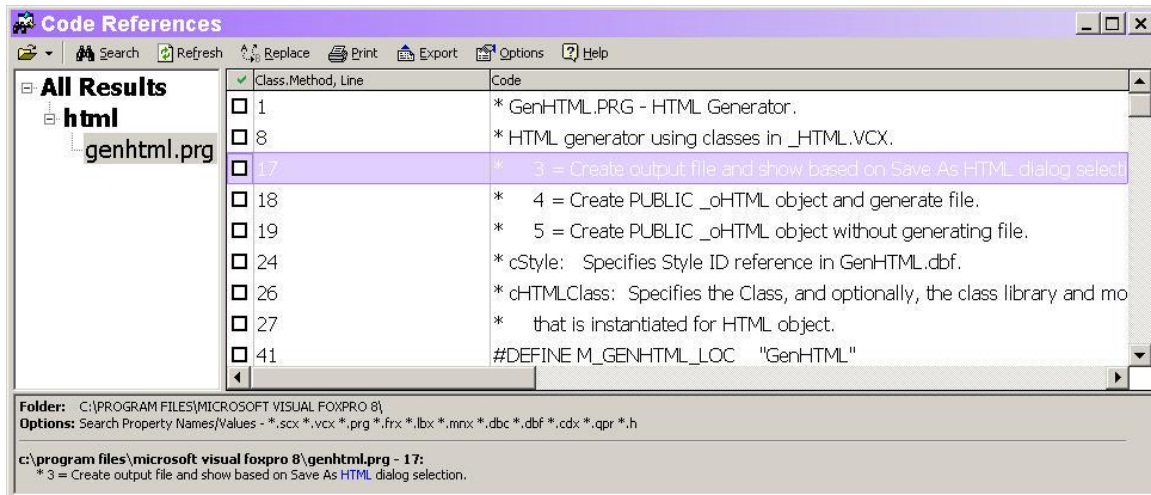 Code References
Search Refresh Replace Print Export Options Help
All Results
html
genhtml.prg
Class.Method, Line Code
1 * GenHTML.PRG - HTML Generator.
8 * HTML generator using classes in _HTML.VCX.
17 * 3 = Create output file and show based on Save As HTML dialog selecti
18 * 4 = Create PUBLIC _oHTML object and generate file.
19 * 5 = Create PUBLIC _oHTML object without generating file.
24 * cStyle: Specifies Style ID reference in GenHTML.dbf.
26 * cHTMLClass: Specifies the Class, and optionally, the class library and mo
27 * that is instantiated for HTML object.
41 #DEFINE M_GENHTML_LOC "GenHTML"
Folder: C:\PROGRAM FILES\MICROSOFT VISUAL FOXPRO 8\
Options: Search Property Names/Values - *.scx *.vcx *.prg *.frx *.lbx *.mnx *.dbc *.dbf *.cdx *.qpr *.h
c:\program files\microsoft visual foxpro 8\genhtml.prg - 17:
* 3 = Create output file and show based on Save As HTML dialog selection.